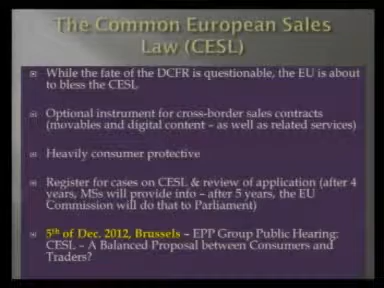 The Common European Sales
Law (CESL)
While the fate of the DCFR is questionable, the EU is about
to bless the CESL
Optional instrument for cross-border sales contracts
(movables and digital content – as well as related services)
Heavily consumer protective
Register for cases on CESL & review of application (after 4
years, MSs will provide info – after 5 years, the EU
Commission will do that to Parliament)
5th of Dec. 2012, Brussels – EPP Group Public Hearing:
CESL – A Balanced Proposal between Consumers and
Traders?